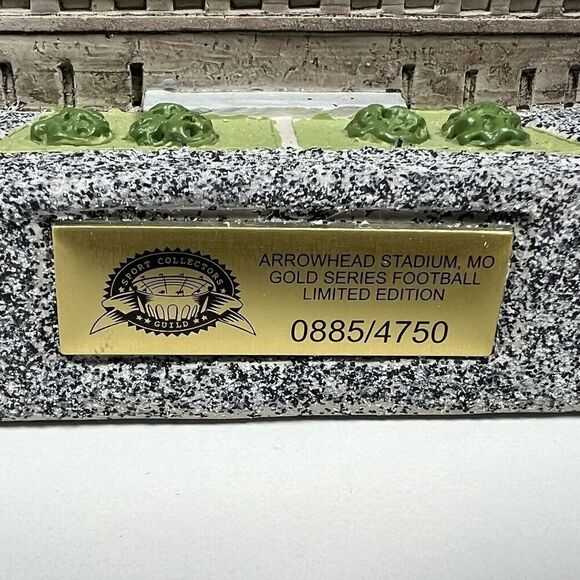 SPORT COLLECTORS
GUILD
ARROWHEAD STADIUM, MO
GOLD SERIES FOOTBALL
LIMITED EDITION
0885/4750